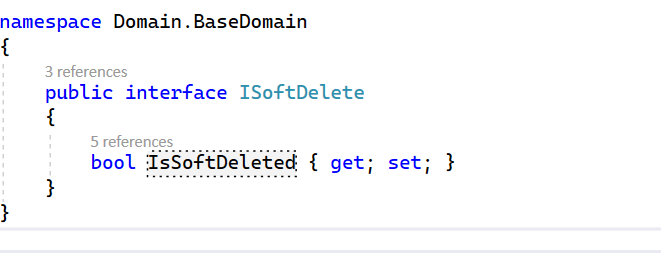 namespace Domain.BaseDomain
{
3 references
public interface ISoftDelete
{
5 references
bool IsSoftDeleted { get; set; }
}
}